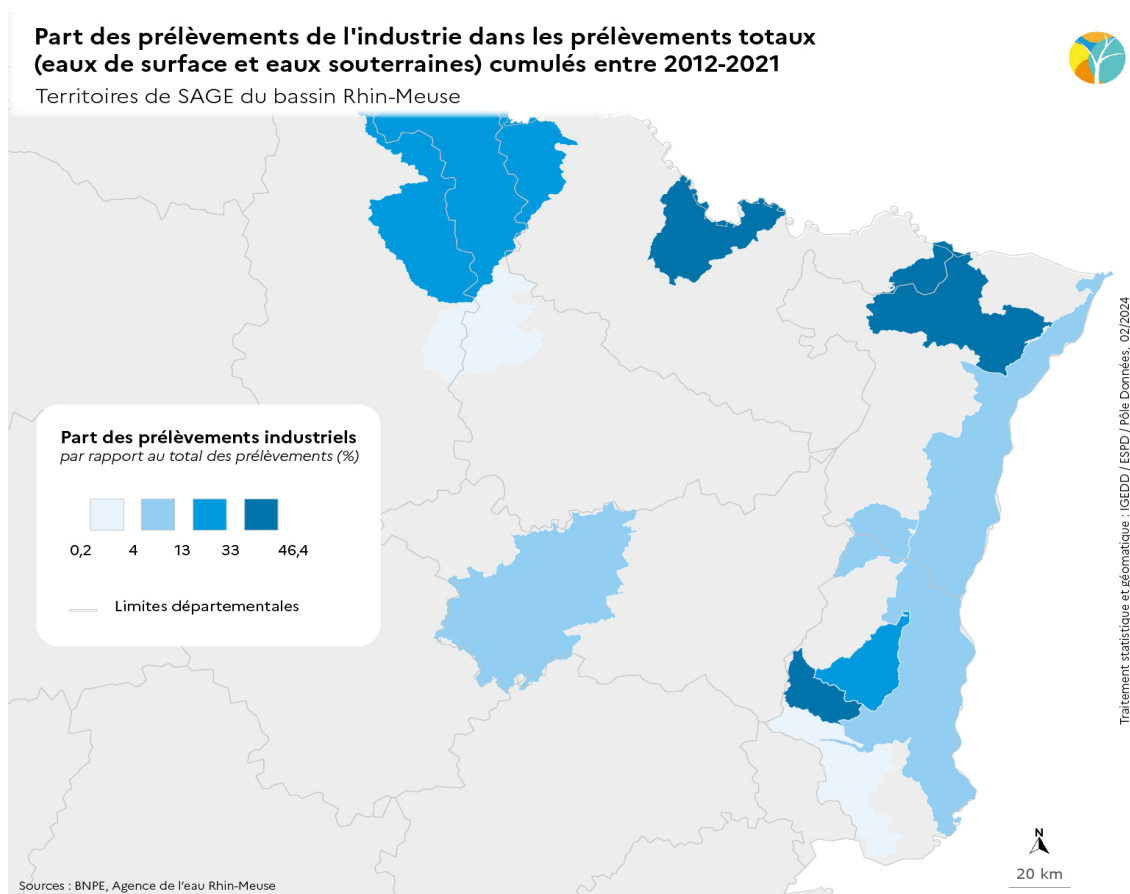 Part des prélèvements de l'industrie dans les prélèvements totaux
(eaux de surface et eaux souterraines) cumulés entre 2012-2021
Territoires de SAGE du bassin Rhin-Meuse
Part des prélèvements industriels
par rapport au total des prélèvements (%)
0,2 4 13 33 46,4
Limites départementales
Traitement statistique et géomatique : IGEDD / ESPD / Pôle Données, 02/2024
N
20 km
Sources : BNPE, Agence de l'eau Rhin-Meuse